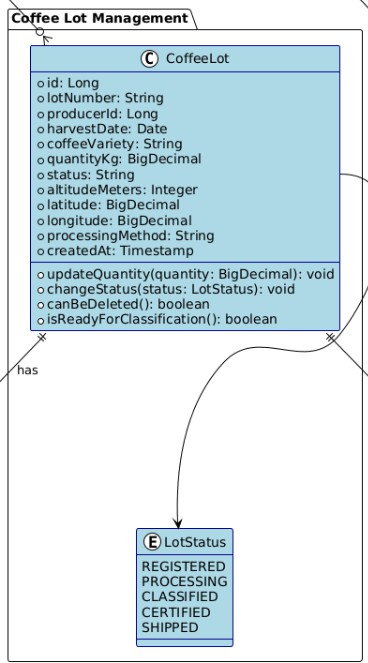 Coffee Lot Management
C CoffeeLot
id: Long
lotNumber: String
producerId: Long
harvestDate: Date
coffeeVariety: String
quantityKg: BigDecimal
status: String
altitudeMeters: Integer
latitude: BigDecimal
longitude: BigDecimal
processingMethod: String
createdAt: Timestamp
updateQuantity(quantity: BigDecimal): void
changeStatus(status: LotStatus): void
canBeDeleted(): boolean
isReadyForClassification(): boolean
has
E LotStatus
REGISTERED
PROCESSING
CLASSIFIED
CERTIFIED
SHIPPED